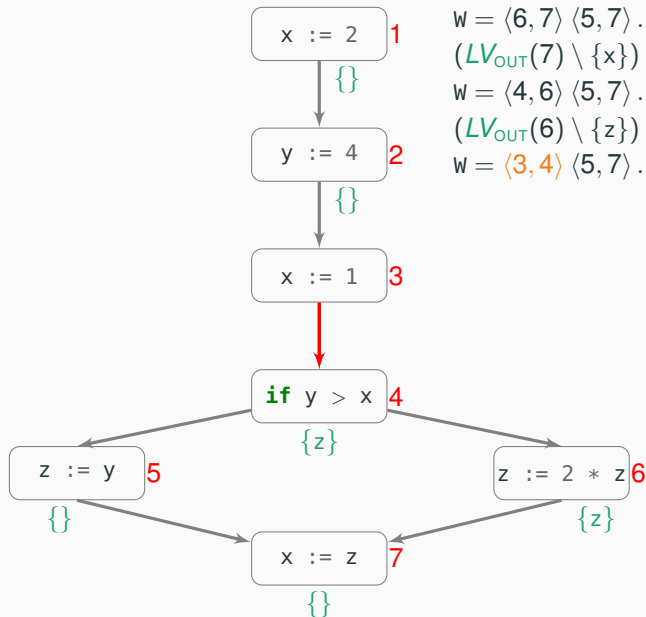 x := 2 1
{}
y := 4 2
{}
x := 1 3
if y > x 4
{z}
z := y 5
{}
z := 2 * z 6
{z}
x := z 7
{}
W = ⟨6, 7⟩ ⟨5, 7⟩ .
(LV_OUT(7) \ {x})
W = ⟨4, 6⟩ ⟨5, 7⟩ .
(LV_OUT(6) \ {z})
W = ⟨3, 4⟩ ⟨5, 7⟩ .